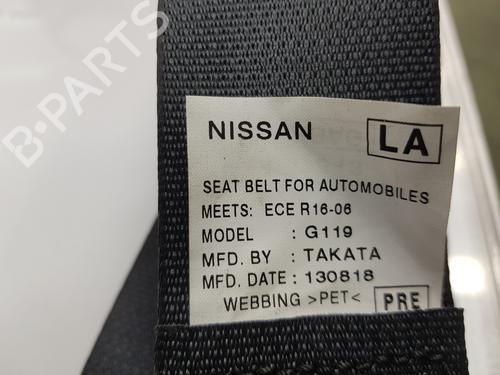 NISSAN LA
SEAT BELT FOR AUTOMOBILES
MEETS: ECE R16-06
MODEL : G119
MFD. BY : TAKATA
MFD. DATE : 130818
WEBBING >PET< PRE
B-PARTS